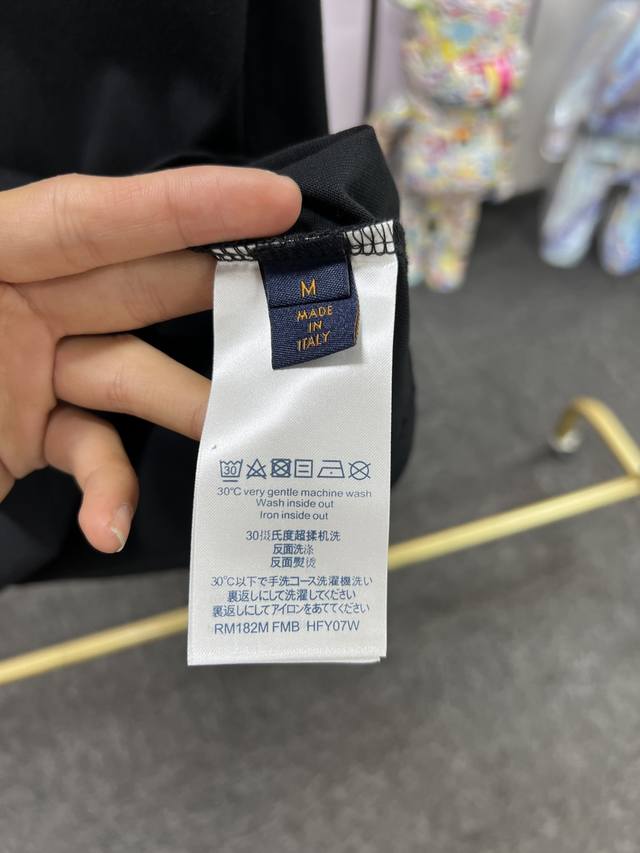 M
MADE
IN
ITALY
30
30°C very gentle machine wash
Wash inside out
Iron inside out
30摄氏度超揉机洗
反面洗涤
反面熨烫
30℃以下で手洗コース洗濯機洗い
裏返しにして洗濯してください
裏返しにしてアイロンをあててください
RM182M FMB HFY07W